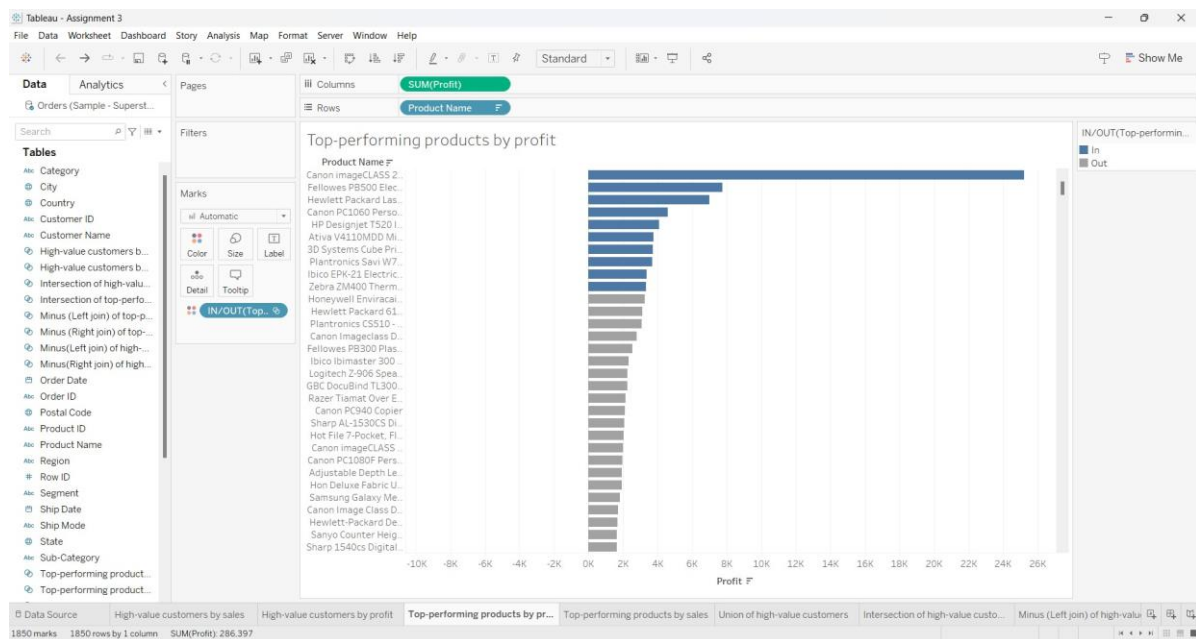 Tableau - Assignment 3
File Data Worksheet Dashboard Story Analysis Map Format Server Window Help
Standard
Show Me
Data
Analytics
Orders (Sample - Superst...
Search
Tables
Abc Category
City
Country
Abc Customer ID
Abc Customer Name
High-value customers b...
High-value customers b...
Intersection of high-valu...
Intersection of top-perfo...
Minus (Left join) of top-p...
Minus (Right join) of top-...
Minus(Left join) of high-...
Minus(Right join) of high...
Order Date
Abc Order ID
Postal Code
Abc Product ID
Abc Product Name
Abc Region
# Row ID
Abc Segment
Ship Date
Abc Ship Mode
State
Abc Sub-Category
Top-performing product...
Top-performing product...
Pages
Filters
Marks
Automatic
Color
Size
Label
Detail
Tooltip
IN/OUT(Top..
Columns
SUM(Profit)
Rows
Product Name
Top-performing products by profit
Product Name
Canon imageCLASS 2..
Fellowes PB500 Elec..
Hewlett Packard Las..
Canon PC1060 Perso..
HP Designjet T520 I..
Ativa V4110MDD Mi..
3D Systems Cube Pri..
Plantronics Savi W7..
Ibico EPK-21 Electric..
Zebra ZM400 Therm..
Honeywell Enviracai..
Hewlett Packard 61..
Plantronics CS510 - ..
Canon Imageclass D..
Fellowes PB300 Plas..
Ibico Ibimaster 300 ..
Logitech Z-906 Spea..
GBC DocuBind TL300..
Razer Tiamat Over E..
Canon PC940 Copier
Sharp AL-1530CS Di..
Hot File 7-Pocket, Fl..
Canon imageCLASS ..
Canon PC1080F Pers..
Adjustable Depth Le..
Hon Deluxe Fabric U..
Samsung Galaxy Me..
Canon Image Class D..
Hewlett-Packard De..
Sanyo Counter Heig..
Sharp 1540cs Digital..
-10K -8K -6K -4K -2K 0K 2K 4K 6K 8K 10K 12K 14K 16K 18K 20K 22K 24K 26K
Profit
IN/OUT(Top-performin...
In
Out
Data Source
High-value customers by sales
High-value customers by profit
Top-performing products by pr...
Top-performing products by sales
Union of high-value customers
Intersection of high-value custo...
Minus (Left join) of high-valu
1850 marks 1850 rows by 1 column SUM(Profit): 286,397